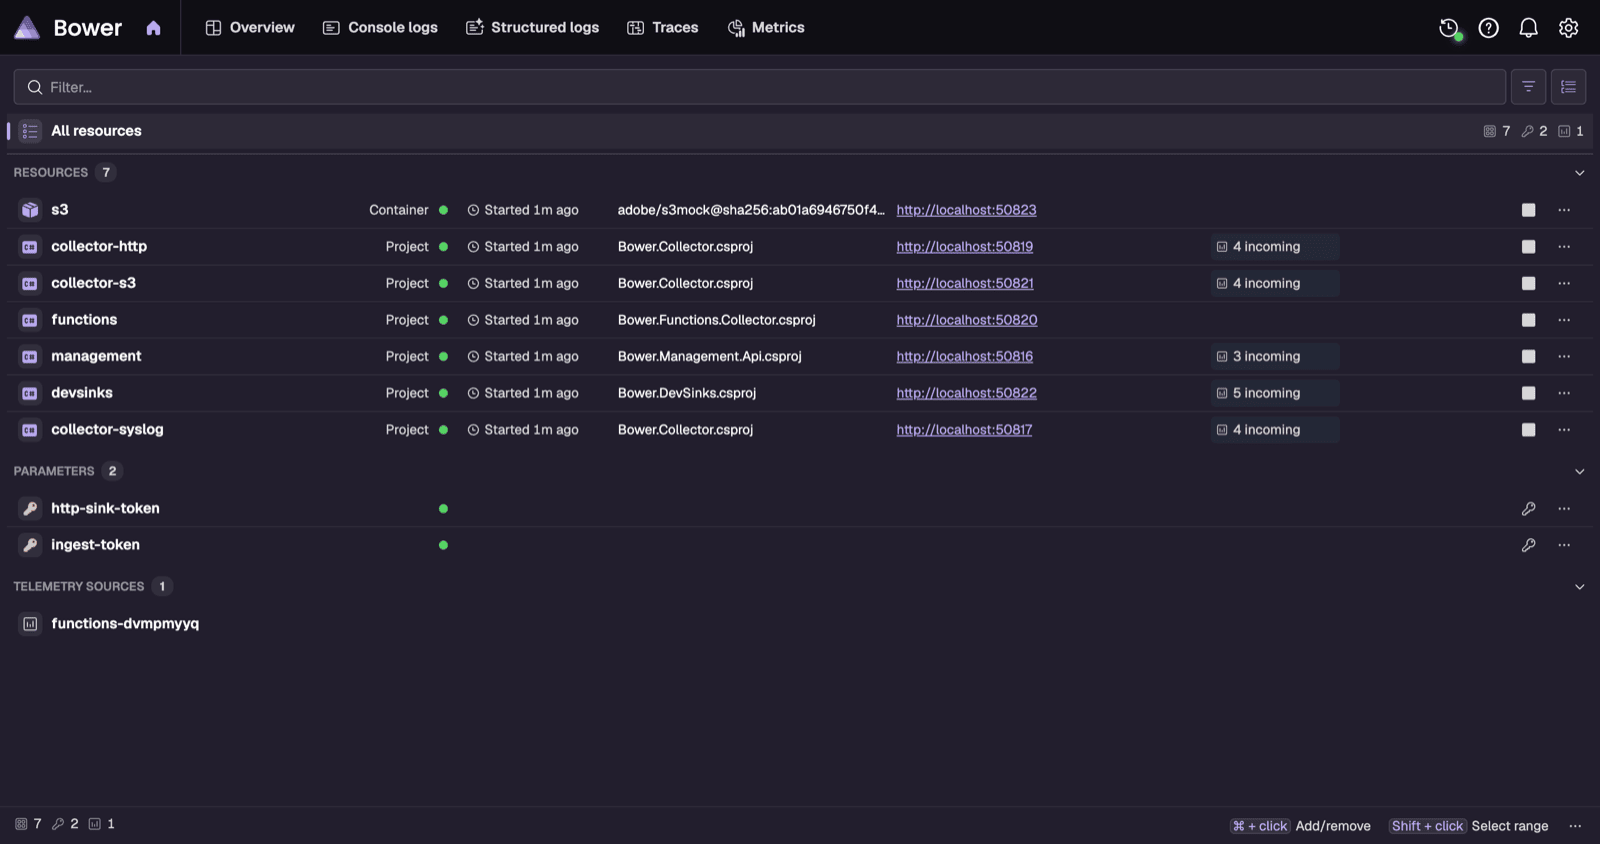 Bower Overview Console logs Structured logs Traces Metrics
Filter...
All resources 7 2 1
RESOURCES 7
s3 Container Started 1m ago adobe/s3mock@sha256:ab01a6946750f4... http://localhost:50823
collector-http Project Started 1m ago Bower.Collector.csproj http://localhost:50819 4 incoming
collector-s3 Project Started 1m ago Bower.Collector.csproj http://localhost:50821 4 incoming
functions Project Started 1m ago Bower.Functions.Collector.csproj http://localhost:50820
management Project Started 1m ago Bower.Management.Api.csproj http://localhost:50816 3 incoming
devsinks Project Started 1m ago Bower.DevSinks.csproj http://localhost:50822 5 incoming
collector-syslog Project Started 1m ago Bower.Collector.csproj http://localhost:50817 4 incoming
PARAMETERS 2
http-sink-token
ingest-token
TELEMETRY SOURCES 1
functions-dvmpmyyq
7 2 1 ⌘ + click Add/remove Shift + click Select range